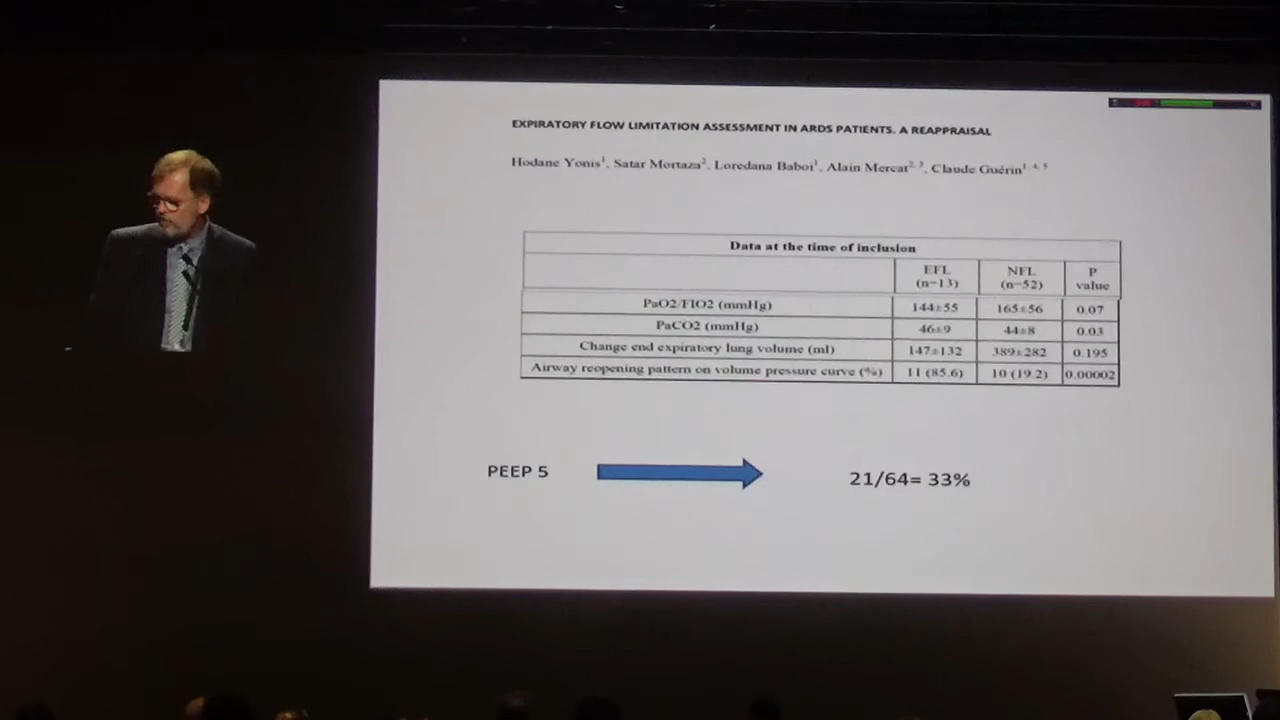 EXPIRATORY FLOW LIMITATION ASSESSMENT IN ARDS PATIENTS. A REAPPRAISAL
Hodane Yonis¹, Satar Mortaza², Loredana Baboi¹, Alain Mercat²,³, Claude Guérin¹,⁴,⁵
Data at the time of inclusion
EFL (n=13) NFL (n=52) P value
PaO2/FIO2 (mmHg) 144±55 165±56 0.07
PaCO2 (mmHg) 46±9 44±8 0.03
Change end expiratory lung volume (ml) 147±132 389±282 0.195
Airway reopening pattern on volume pressure curve (%) 11 (85.6) 10 (19.2) 0.00002
PEEP 5 21/64= 33%